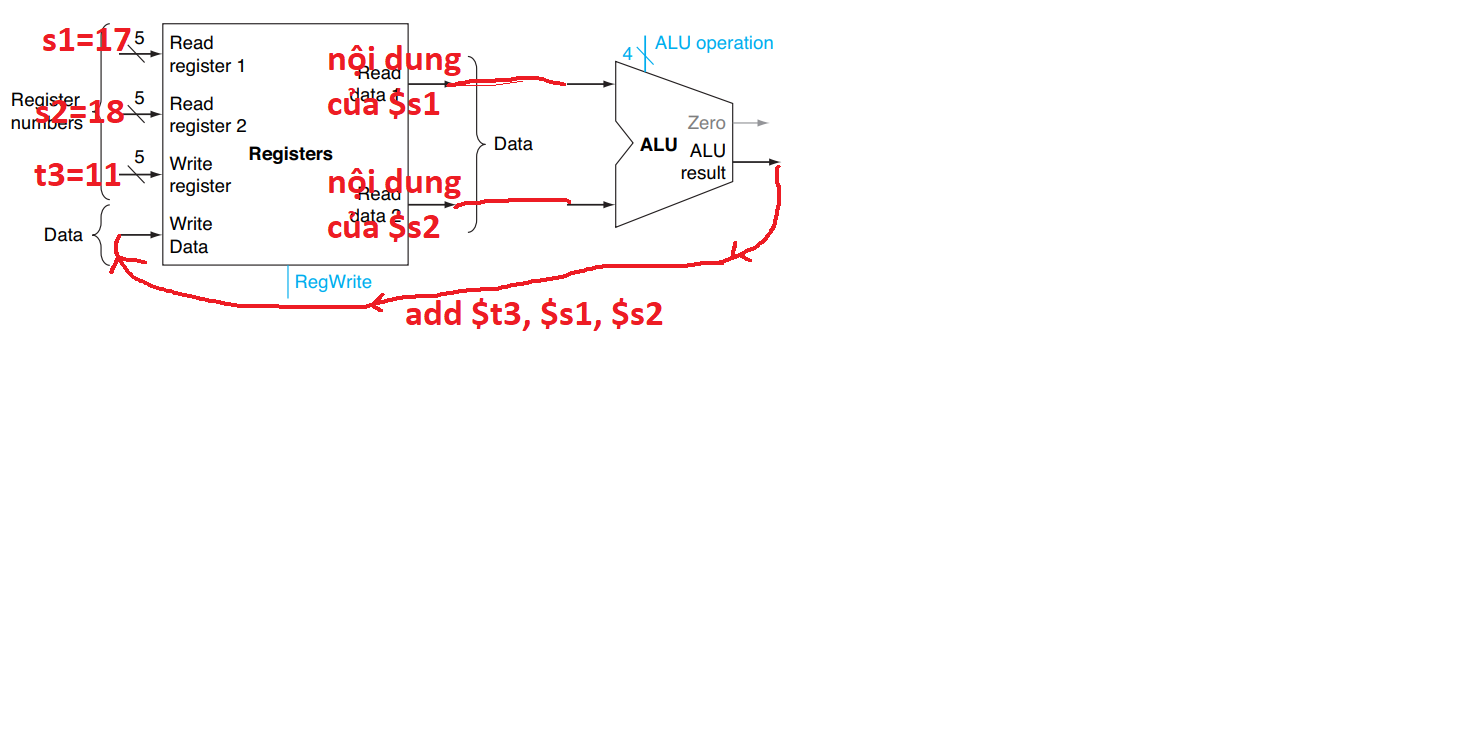 s1=17
5
Read
register 1
nội dung
Read
data 1
của $s1
4
ALU operation
Register
numbers
s2=18
5
Read
register 2
Registers
Data
Zero
ALU
ALU
result
t3=11
5
Write
register
nội dung
Read
data 2
của $s2
Data
Write
Data
RegWrite
add $t3, $s1, $s2